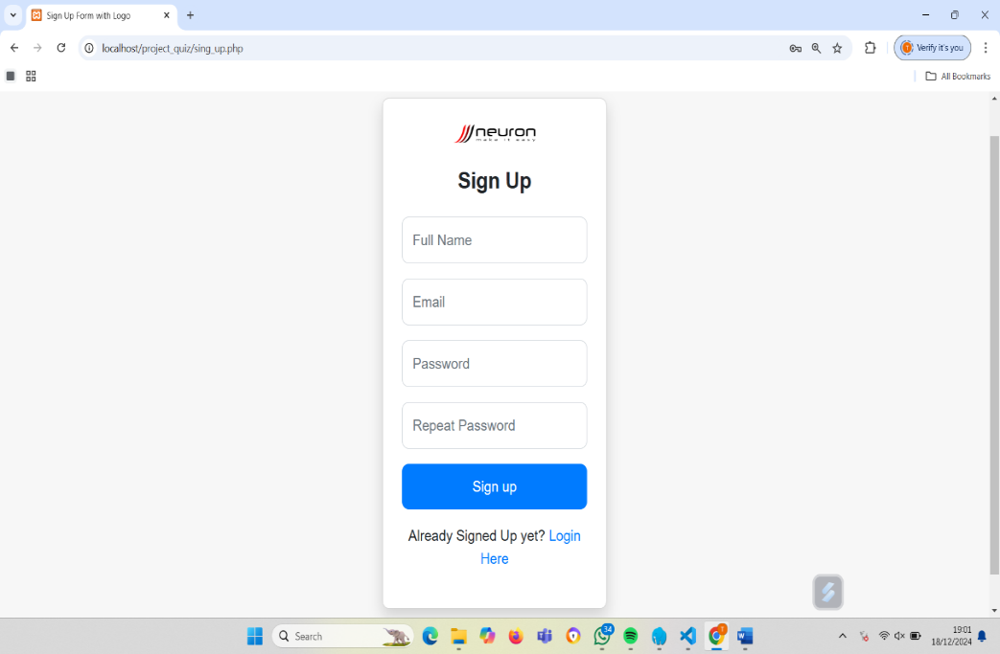 Sign Up Form with Logo
localhost/project_quiz/sing_up.php
Verify it's you
All Bookmarks
neuron
make it easy
Sign Up
Full Name
Email
Password
Repeat Password
Sign up
Already Signed Up yet? Login
Here
Search
34
19:01
18/12/2024